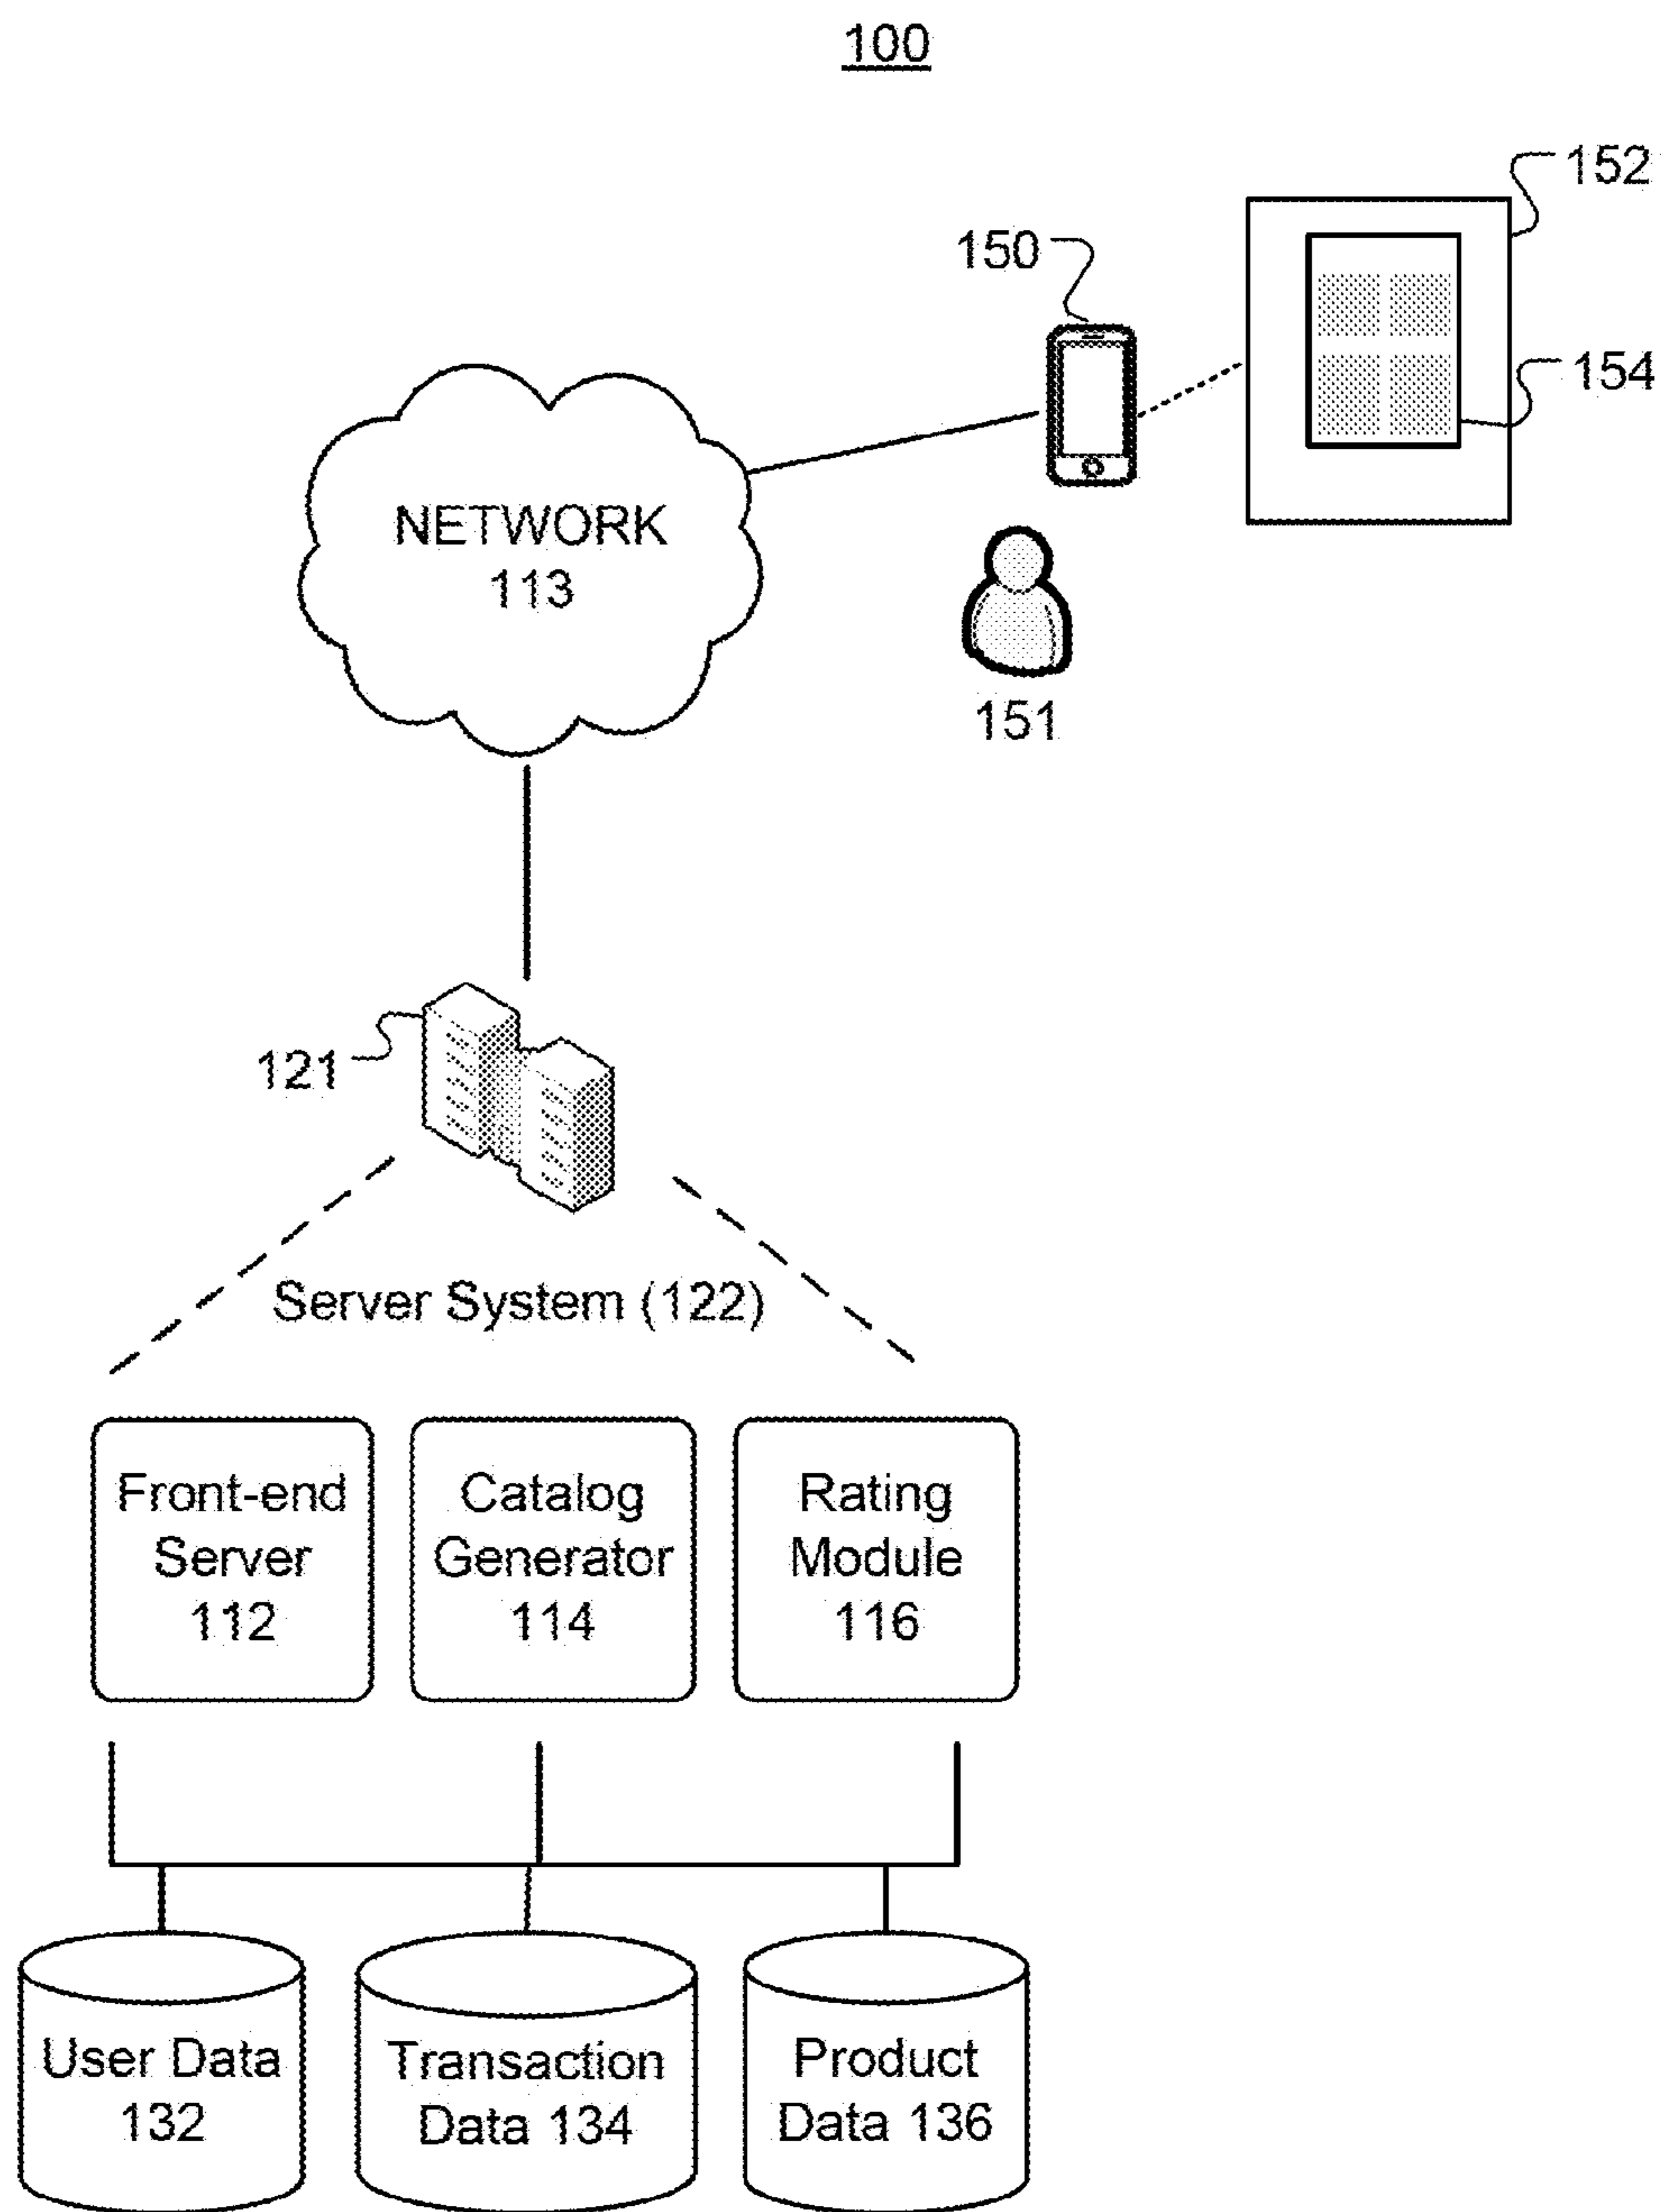 100
152
150
154
NETWORK
113
151
121
Server System (122)
Front-end
Server
112
Catalog
Generator
114
Rating
Module
116
User Data
132
Transaction
Data 134
Product
Data 136